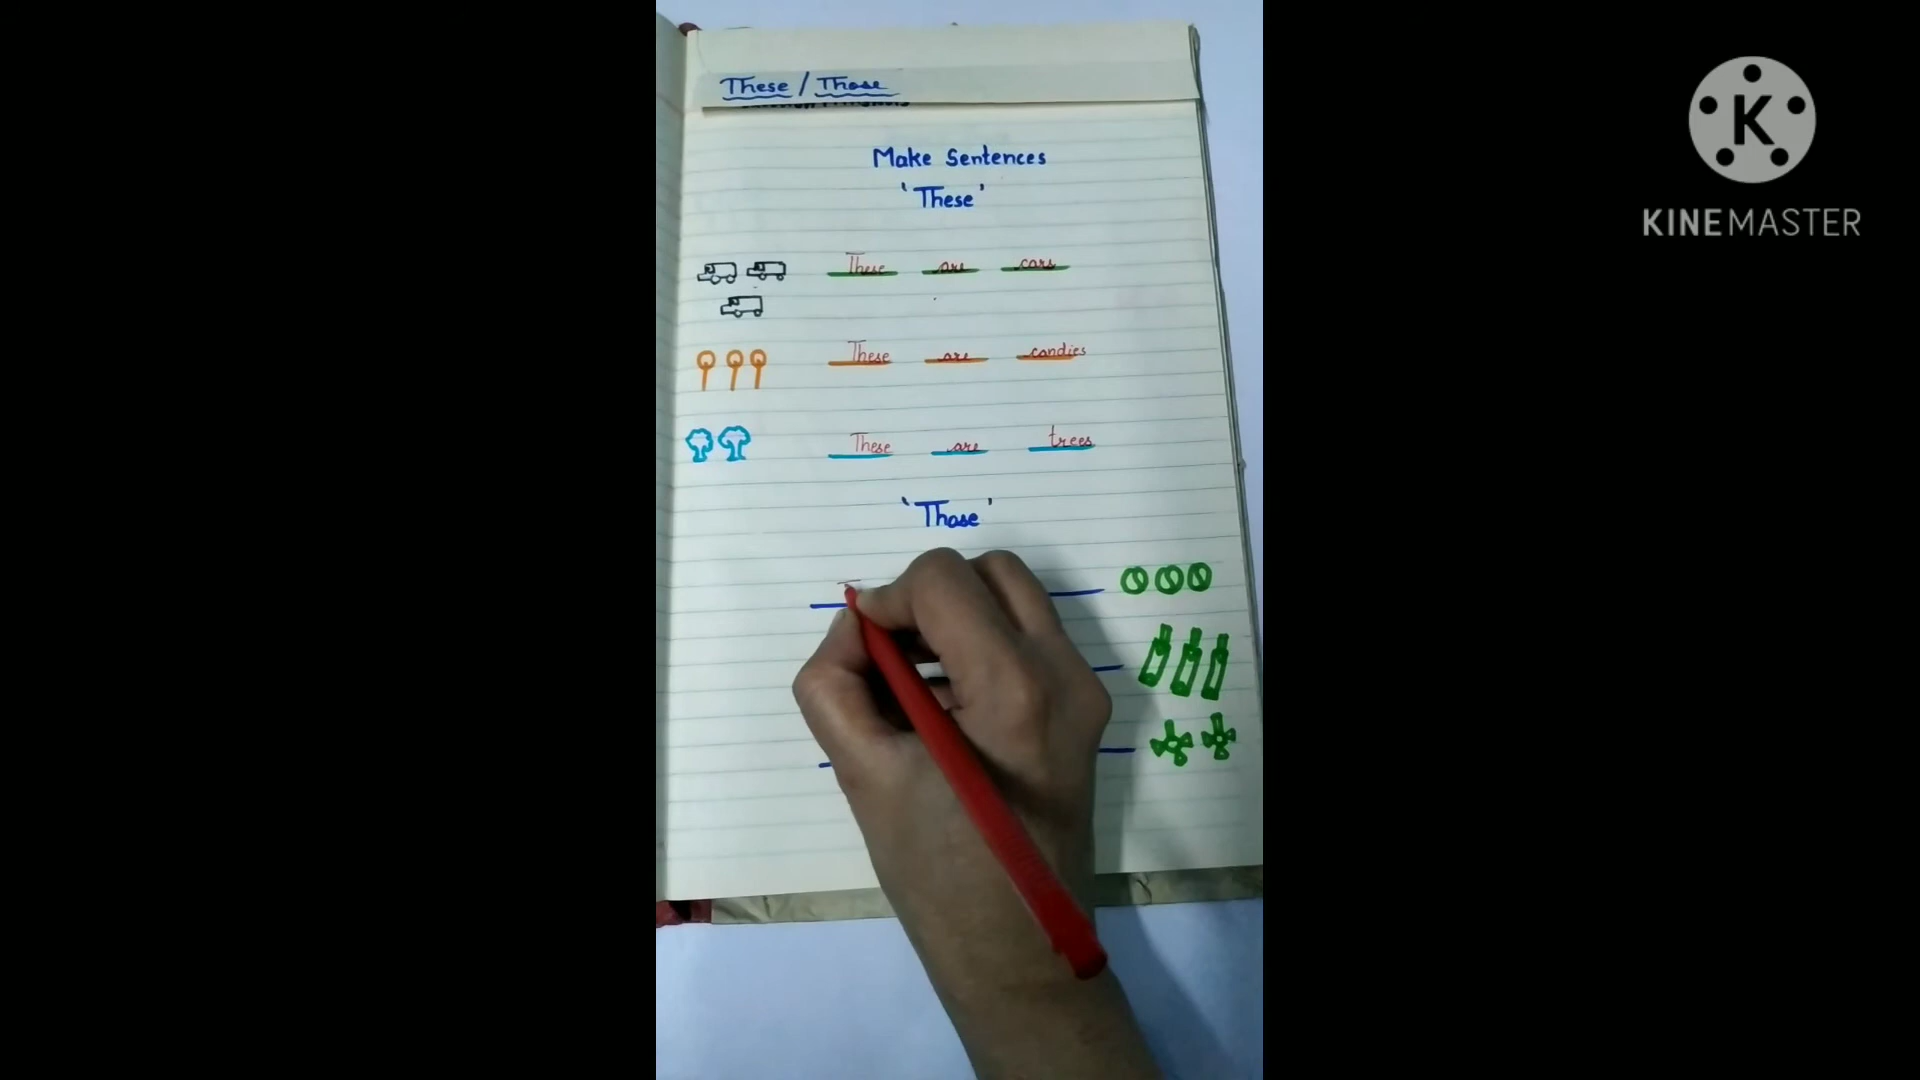 These / Those
Make Sentences
'These'
These are cars
These are candies
These are trees
'Those'
T
KINEMASTER